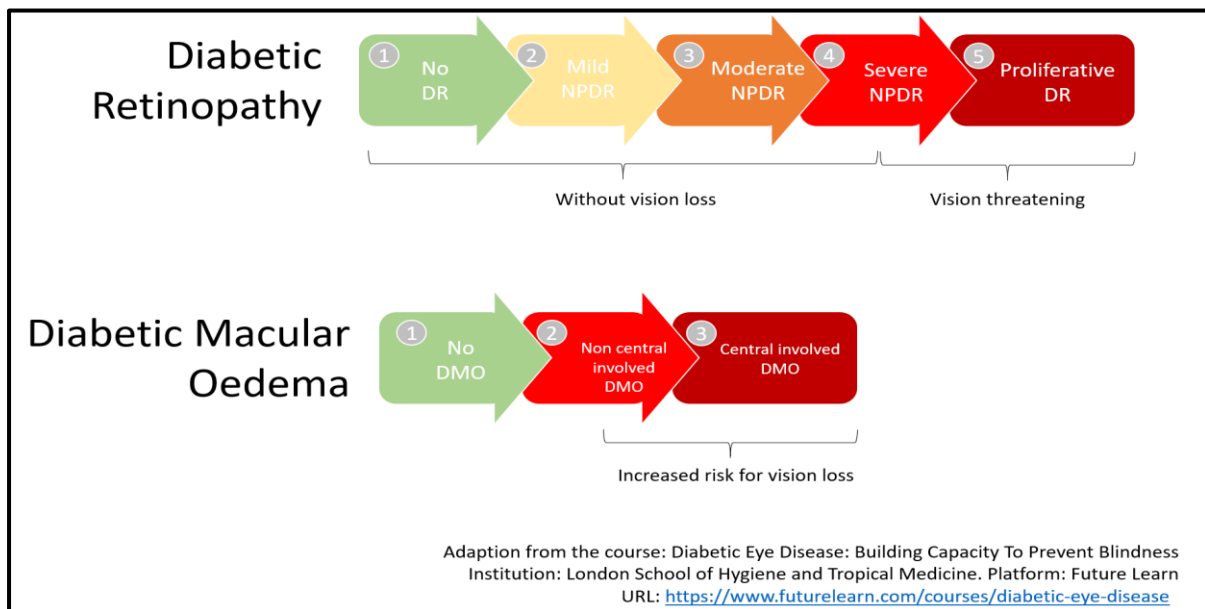 Diabetic
Retinopathy
1
No
DR
2
Mild
NPDR
3
Moderate
NPDR
4
Severe
NPDR
5
Proliferative
DR
Without vision loss
Vision threatening
Diabetic Macular
Oedema
1
No
DMO
2
Non central
involved
DMO
3
Central involved
DMO
Increased risk for vision loss
Adaption from the course: Diabetic Eye Disease: Building Capacity To Prevent Blindness
Institution: London School of Hygiene and Tropical Medicine. Platform: Future Learn
URL: https://www.futurelearn.com/courses/diabetic-eye-disease